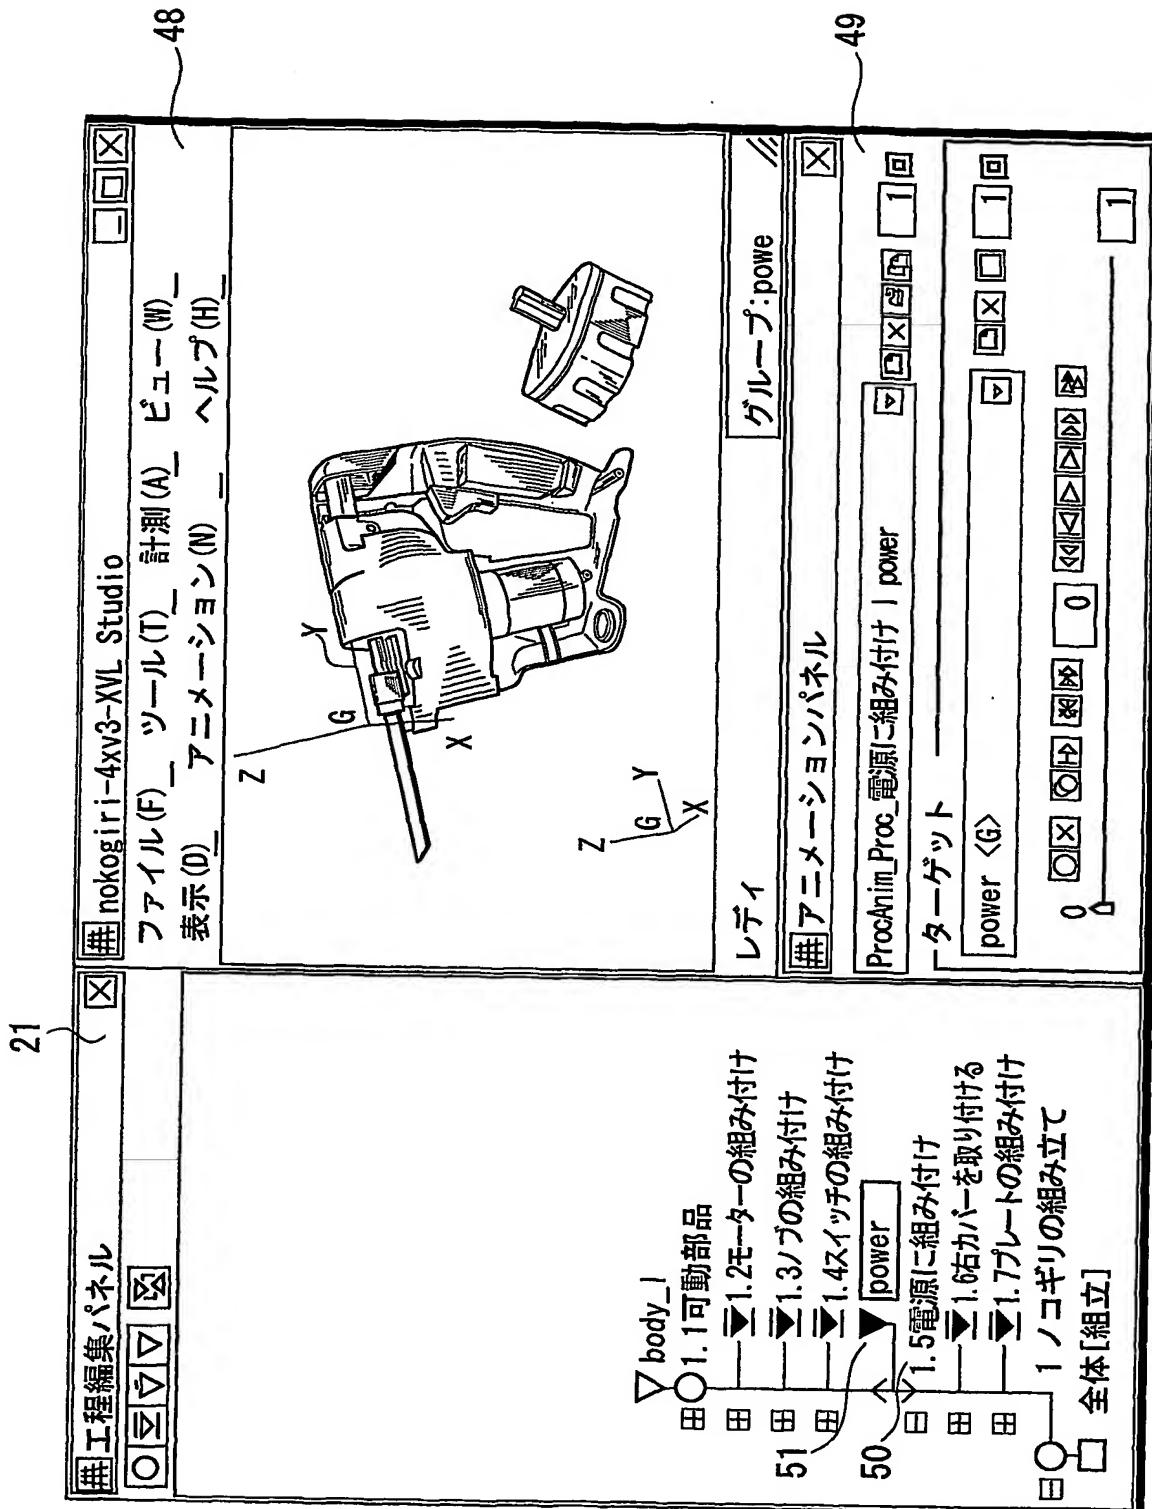 21
48
49
工程編集パネル
body_l
1.1可動部品
1.2モーターの組み付け
1.3ノブの組み付け
1.4スイッチの組み付け
51
power
50
1.5電源に組み付け
1.6右カバーを取り付ける
1.7プレートの組み付け
1 ノコギリの組み立て
全体[組立]
nokogiri-4xv3-XVL Studio
ファイル(F)_ ツール(T)_ 計測(A)_ ビュー(W)_
表示(D)_ アニメーション(N)_ ヘルプ(H)_
Z
G
Y
X
Z
G
Y
X
レディ
グループ:powe
アニメーションパネル
ProcAnim_Proc_電源に組み付け | power
1
ターゲット
power <G>
1
0
0
1